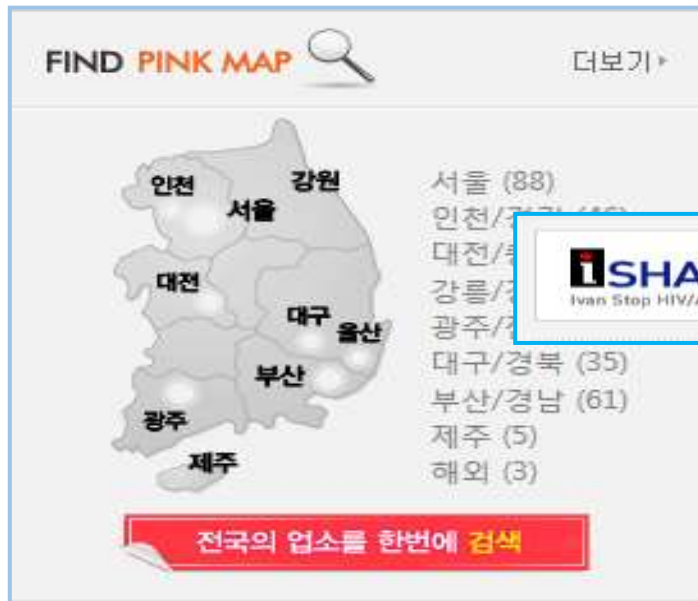 FIND PINK MAP
더보기
인천
서울
강원
대전
대구
울산
부산
광주
제주
서울 (88)
인천/
대전/
강릉/
광주/
대구/경북 (35)
부산/경남 (61)
제주 (5)
해외 (3)
iSHA
Ivan Stop HIV/
전국의 업소를 한번에 검색